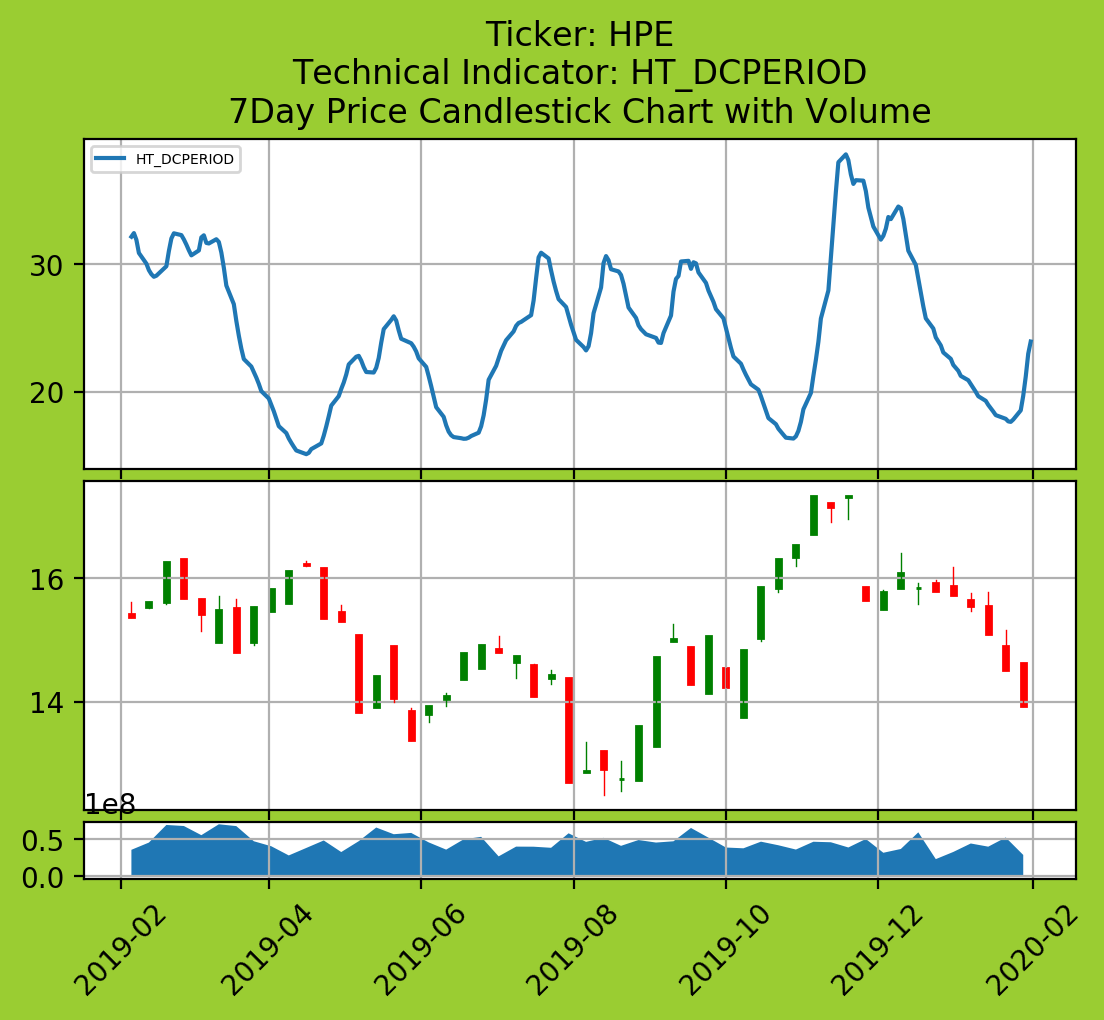 Ticker: HPE
Technical Indicator: HT_DCPERIOD
7Day Price Candlestick Chart with Volume
HT_DCPERIOD
30
20
16
14
1e8
0.5
0.0
2019-02
2019-04
2019-06
2019-08
2019-10
2019-12
2020-02